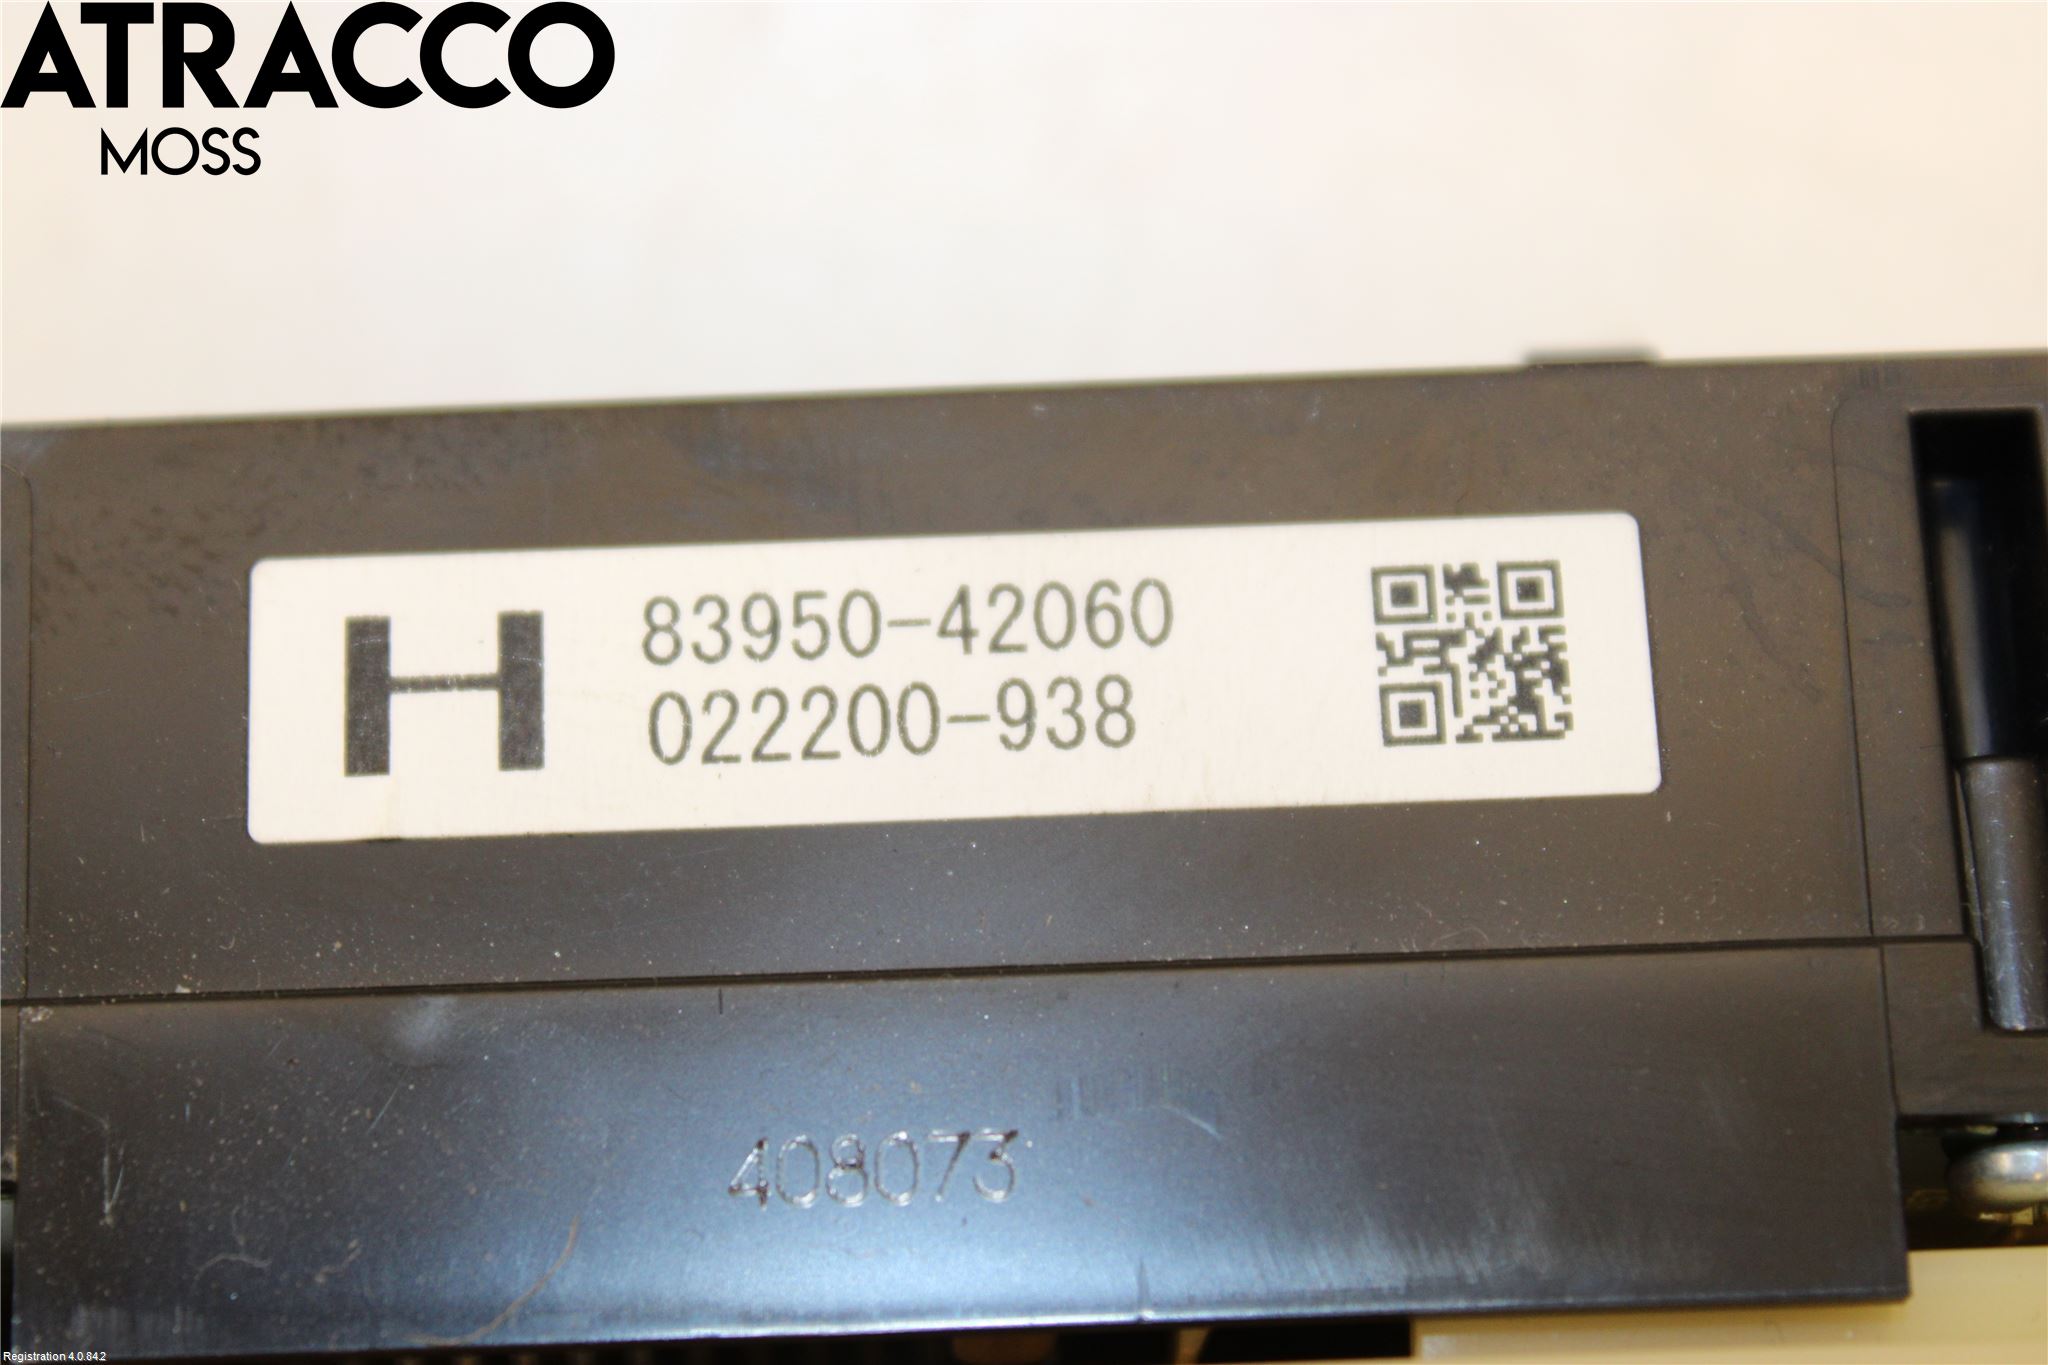 ATRACCO
MOSS
H
83950-42060
022200-938
408073
Registration 4.0.84.2